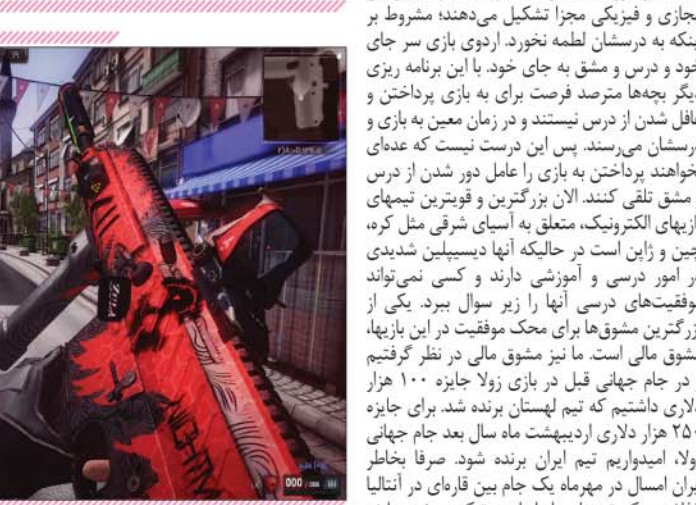 مجازی و فیزیکی مجزا تشکیل می‌دهند؛ مشروط بر
اینکه به درسشان لطمه نخورد. اردوی بازی سر جای
خود و درس و مشق به جای خود. با این برنامه ریزی
دیگر بچه‌ها مترصد فرصت برای به بازی پرداختن و
غافل شدن از درس نیستند و در زمان معین به بازی و
درسشان می‌رسند. پس این درست نیست که عده‌ای
بخواهند پرداختن به بازی را عامل دور شدن از درس
مشق تلقی کنند. الان بزرگترین و قویترین تیمهای
بازیهای الکترونیک، متعلق به آسیای شرقی مثل کره،
چین و ژاپن است در حالیکه آنها دیسیپلین شدیدی
امور درسی و آموزشی دارند و کسی نمی‌تواند
موفقیت‌های درسی آنها را زیر سوال ببرد. یکی از
بزرگترین مشوق‌ها برای محک موفقیت در این بازیها،
مشوق مالی است. ما نیز مشوق مالی در نظر گرفتیم
در جام جهانی قبل در بازی زولا جایزه ۱۰۰ هزار
دلاری داشتیم که تیم لهستان برنده شد. برای جایزه
۲۵۰ هزار دلاری اردیبهشت ماه سال بعد جام جهانی
زولا، امیدواریم تیم ایران برنده شود. صرفا بخاطر
ایران امسال در مهرماه یک جام بین قاره‌ای در آنتالیا
ZULA
NIGHTM
000